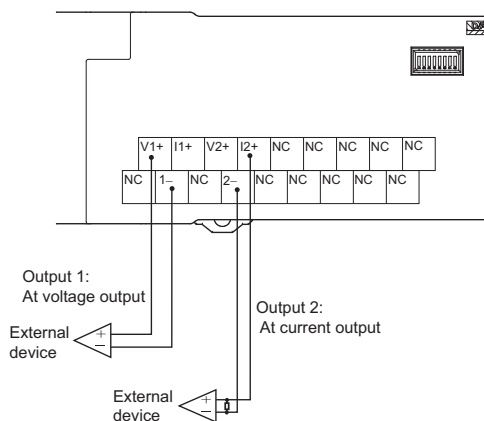 V1+ I1+ V2+ I2+ NC NC NC NC NC
NC 1– NC 2– NC NC NC NC NC
Output 1:
At voltage output
Output 2:
At current output
External
device
+
–
External
device
+
–